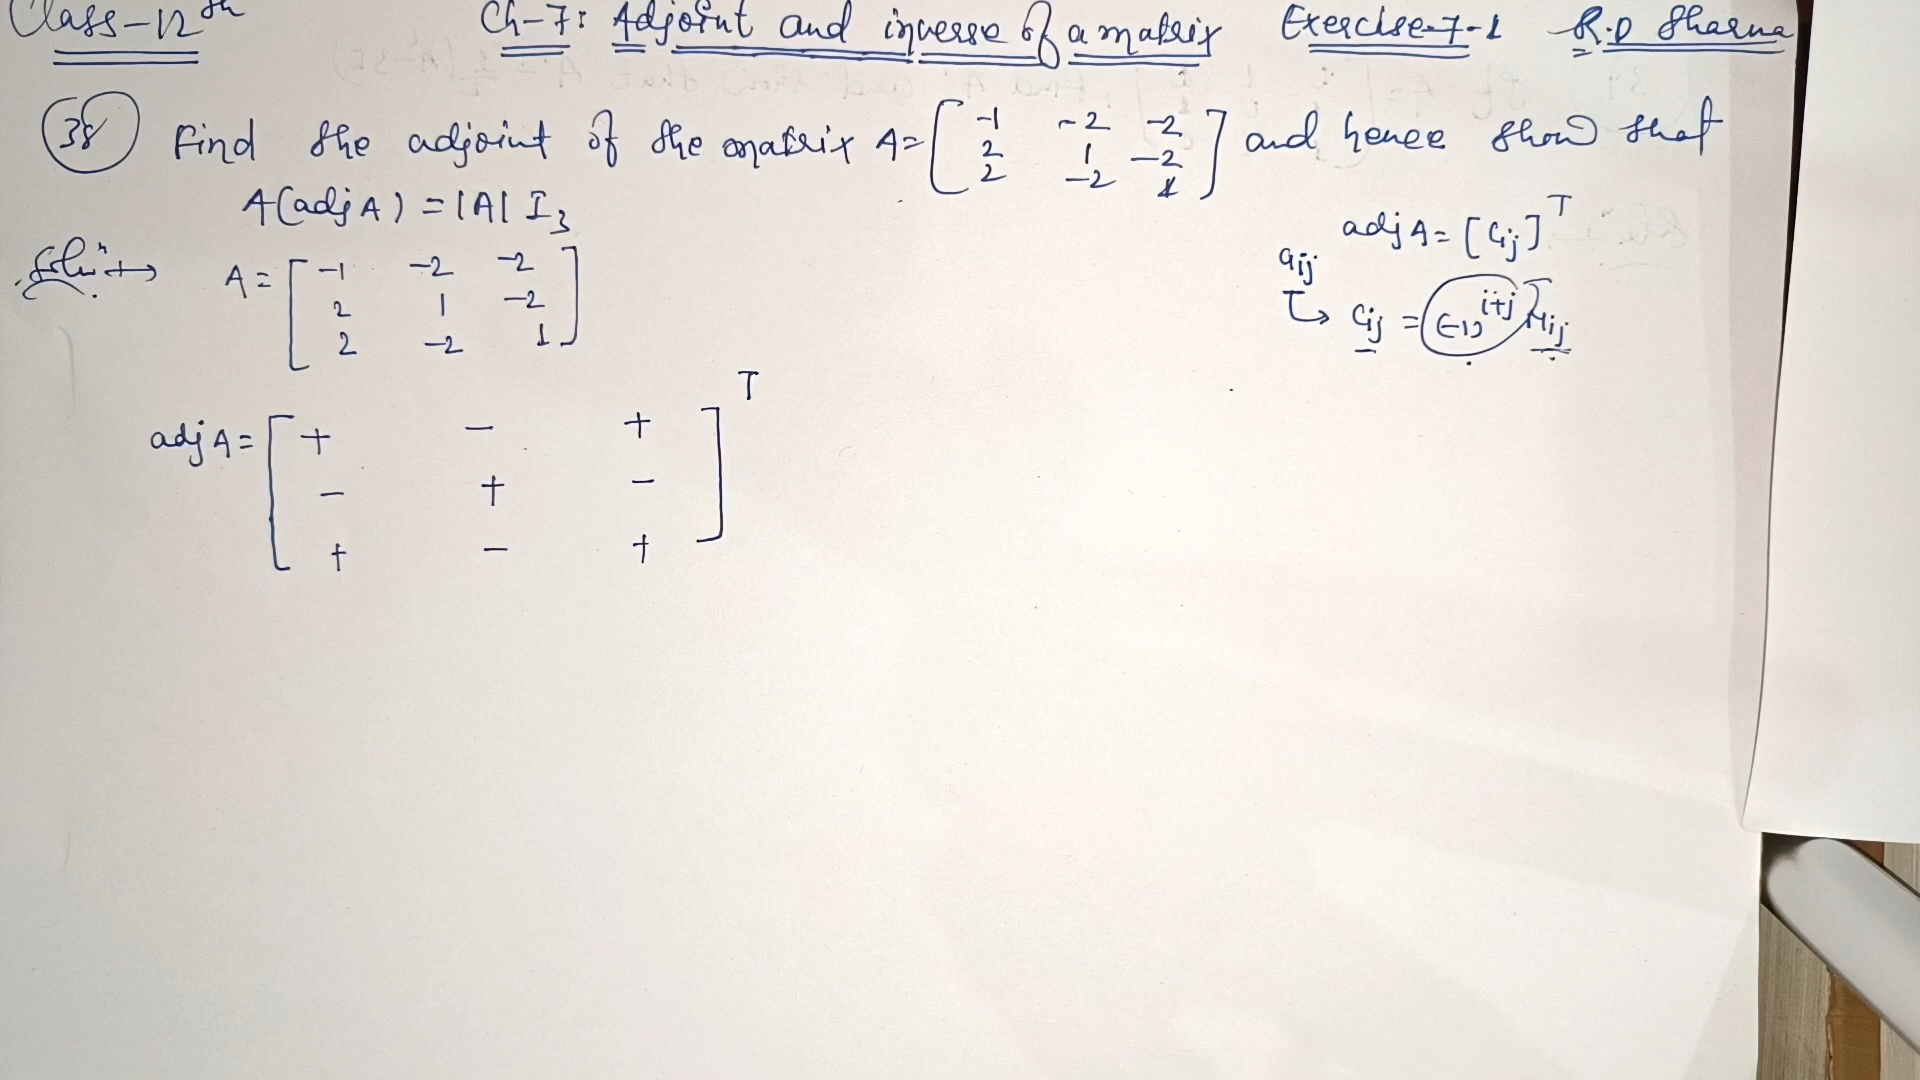 Class-12th Ch-7: Adjoint and inverse of a matrix Exercise-7-1 R.D Sharma
38 Find the adjoint of the matrix A= [ -1 -2 -2
2 1 -2
2 -2 1 ] and hence show that
A(adj A) = |A| I3
Soln → A = [ -1 -2 -2
2 1 -2
2 -2 1 ]
adj A = [Cij]^T
aij
↳ Cij = (-1)^i+j Mij
adj A = [ + - +
- + -
+ - + ]^T